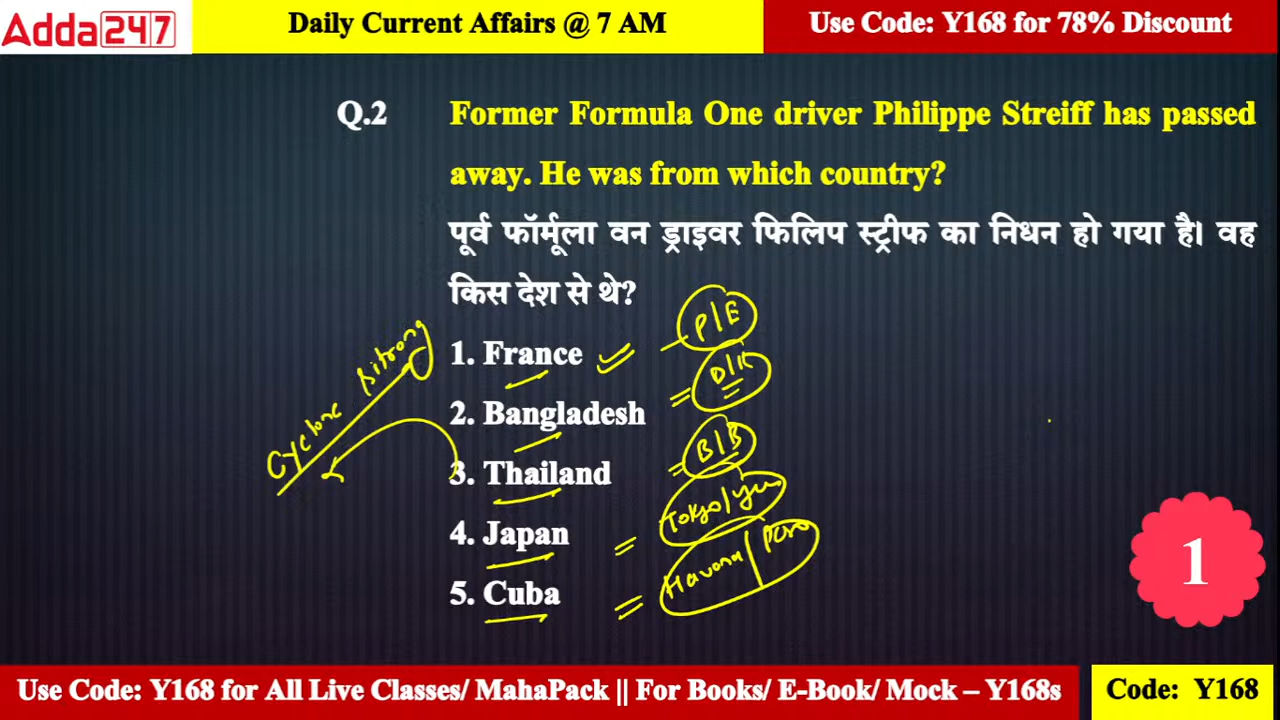 Adda247
Daily Current Affairs @ 7 AM
Use Code: Y168 for 78% Discount
Q.2 Former Formula One driver Philippe Streiff has passed
away. He was from which country?
पूर्व फॉर्मूला वन ड्राइवर फिलिप स्ट्रीफ का निधन हो गया है। वह
किस देश से थे?
P/E
1. France
D/K
2. Bangladesh
B/B
3. Thailand
Tokyo/Yen
4. Japan
Havana/
5. Cuba
Cyclone Sitrang
1
Use Code: Y168 for All Live Classes/ MahaPack || For Books/ E-Book/ Mock – Y168s
Code: Y168